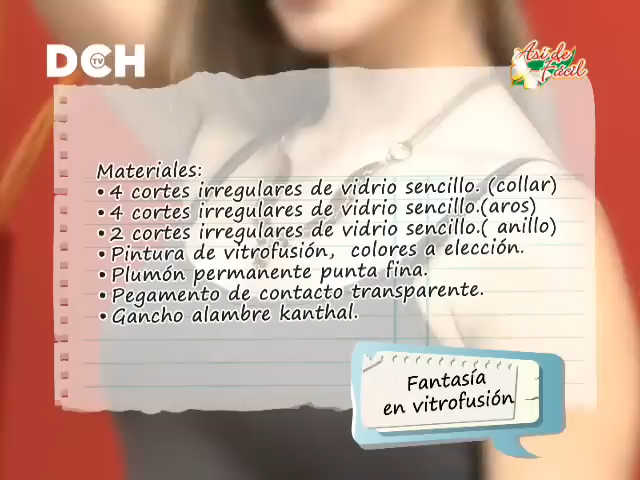 DCH
TV
Así de
Fácil
Materiales:
• 4 cortes irregulares de vidrio sencillo. (collar)
• 4 cortes irregulares de vidrio sencillo.(aros)
• 2 cortes irregulares de vidrio sencillo.( anillo)
• Pintura de vitrofusión, colores a elección.
• Plumón permanente punta fina.
• Pegamento de contacto transparente.
• Gancho alambre kanthal.
Fantasía
en vitrofusión